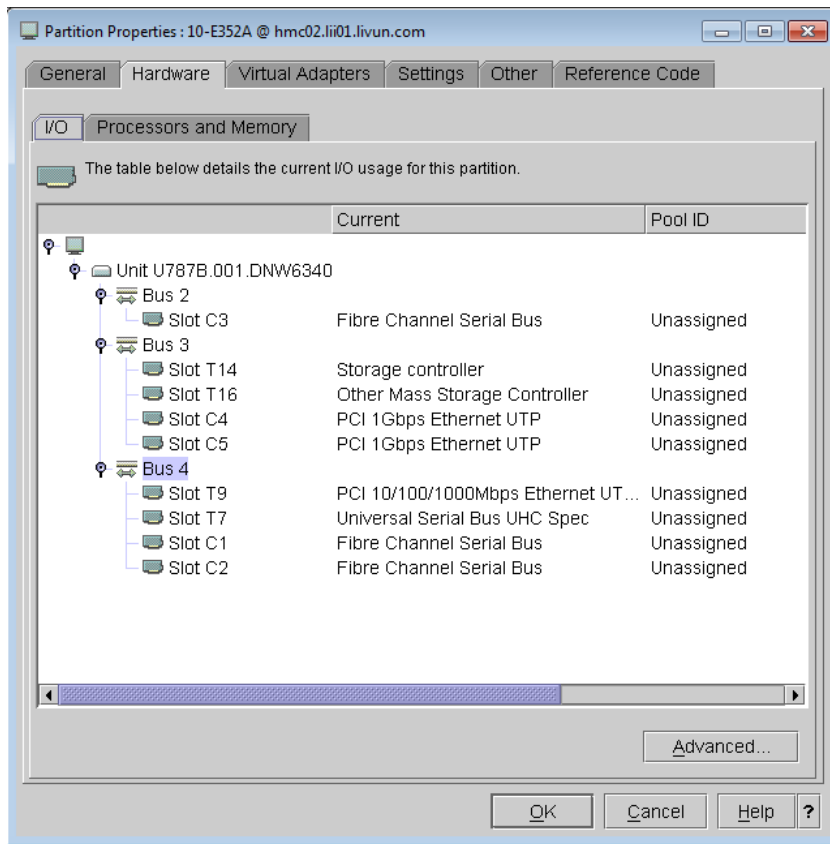 Partition Properties : 10-E352A @ hmc02.lii01.livun.com
General Hardware Virtual Adapters Settings Other Reference Code
I/O Processors and Memory
The table below details the current I/O usage for this partition.
Current Pool ID
Unit U787B.001.DNW6340
Bus 2
Slot C3 Fibre Channel Serial Bus Unassigned
Bus 3
Slot T14 Storage controller Unassigned
Slot T16 Other Mass Storage Controller Unassigned
Slot C4 PCI 1Gbps Ethernet UTP Unassigned
Slot C5 PCI 1Gbps Ethernet UTP Unassigned
Bus 4
Slot T9 PCI 10/100/1000Mbps Ethernet UT... Unassigned
Slot T7 Universal Serial Bus UHC Spec Unassigned
Slot C1 Fibre Channel Serial Bus Unassigned
Slot C2 Fibre Channel Serial Bus Unassigned
Advanced...
OK Cancel Help ?